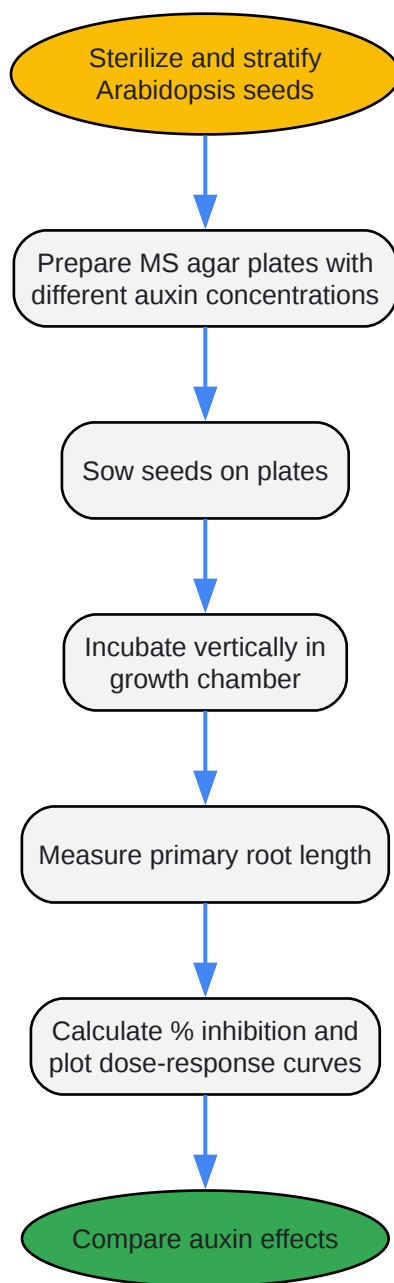 Sterilize and stratify
Arabidopsis seeds
Prepare MS agar plates with
different auxin concentrations
Sow seeds on plates
Incubate vertically in
growth chamber
Measure primary root length
Calculate % inhibition and
plot dose-response curves
Compare auxin effects